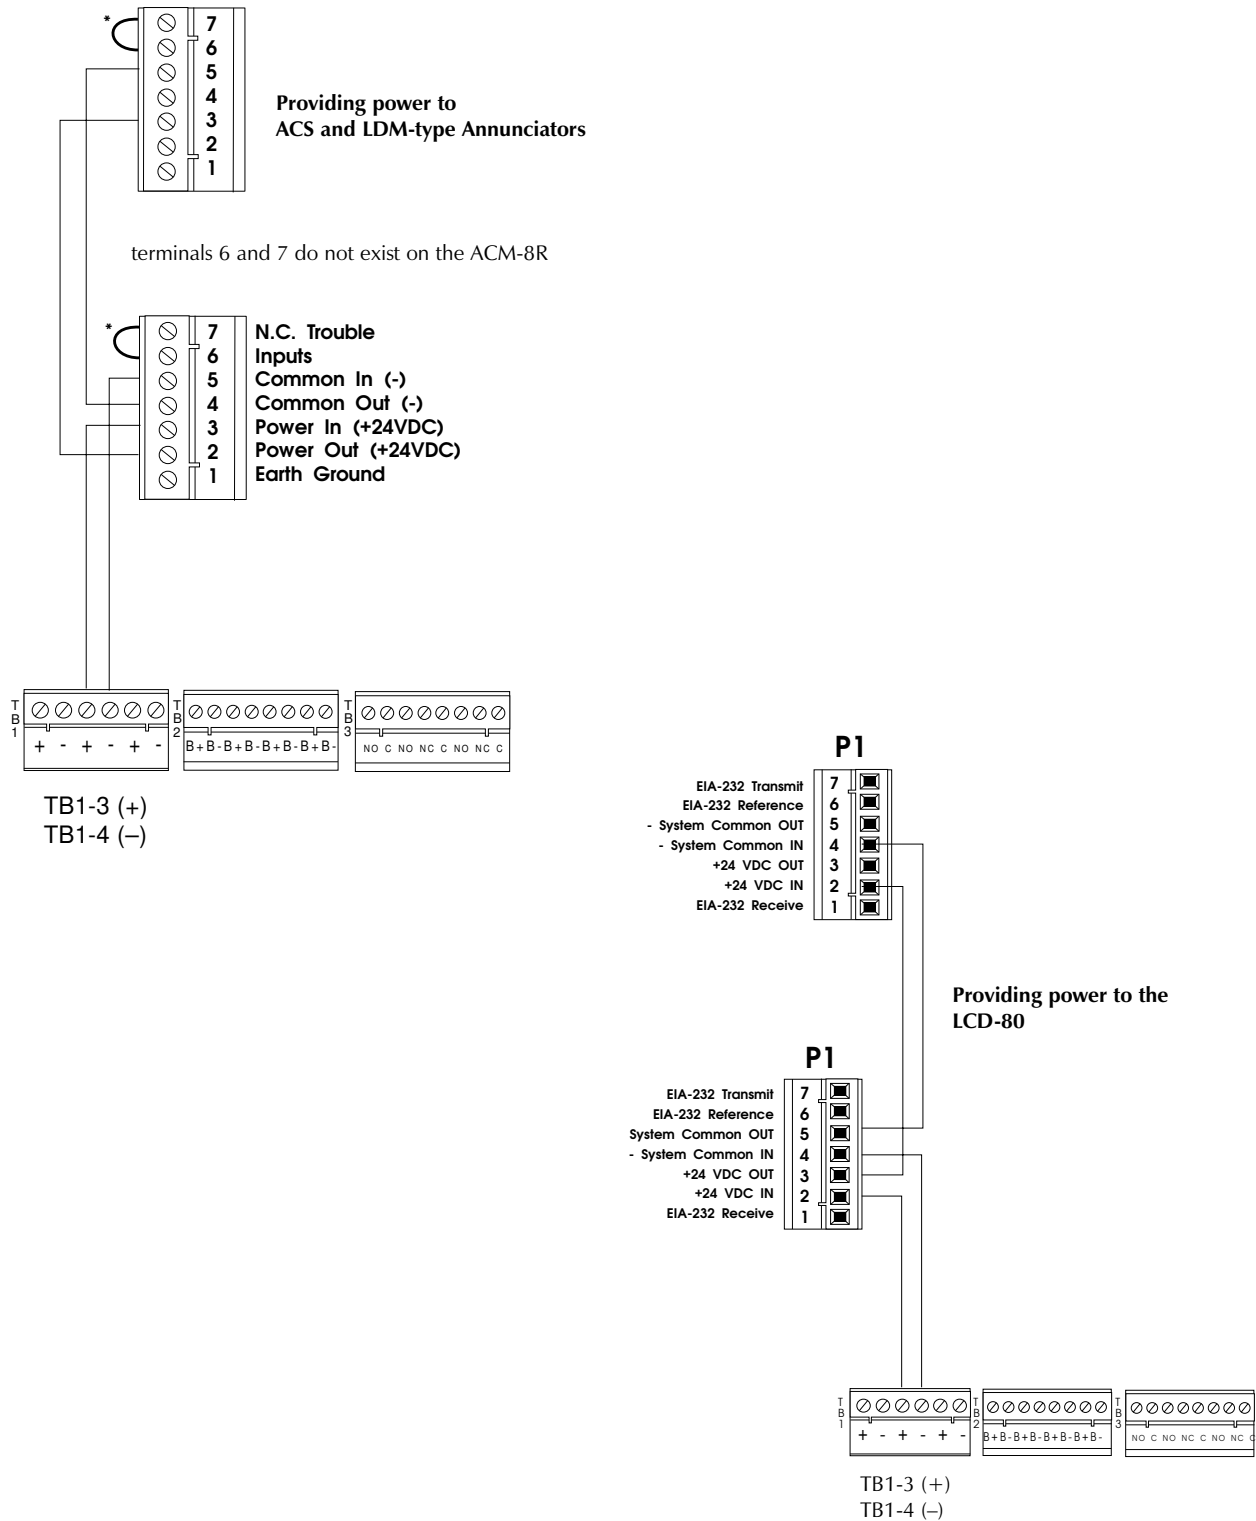 *
7
6
5
4
3
2
1
Providing power to
ACS and LDM-type Annunciators
terminals 6 and 7 do not exist on the ACM-8R
*
7 N.C. Trouble
6 Inputs
5 Common In (-)
4 Common Out (-)
3 Power In (+24VDC)
2 Power Out (+24VDC)
1 Earth Ground
TB1
+ - + - + -
TB2
B+B-B+B-B+B-B+B-
TB3
NO C NO NC C NO NC C
TB1-3 (+)
TB1-4 (–)
P1
EIA-232 Transmit 7
EIA-232 Reference 6
- System Common OUT 5
- System Common IN 4
+24 VDC OUT 3
+24 VDC IN 2
EIA-232 Receive 1
Providing power to the
LCD-80
P1
EIA-232 Transmit 7
EIA-232 Reference 6
System Common OUT 5
- System Common IN 4
+24 VDC OUT 3
+24 VDC IN 2
EIA-232 Receive 1
TB1
+ - + - + -
TB2
B+B-B+B-B+B-B+B-
TB3
NO C NO NC C NO NC C
TB1-3 (+)
TB1-4 (–)